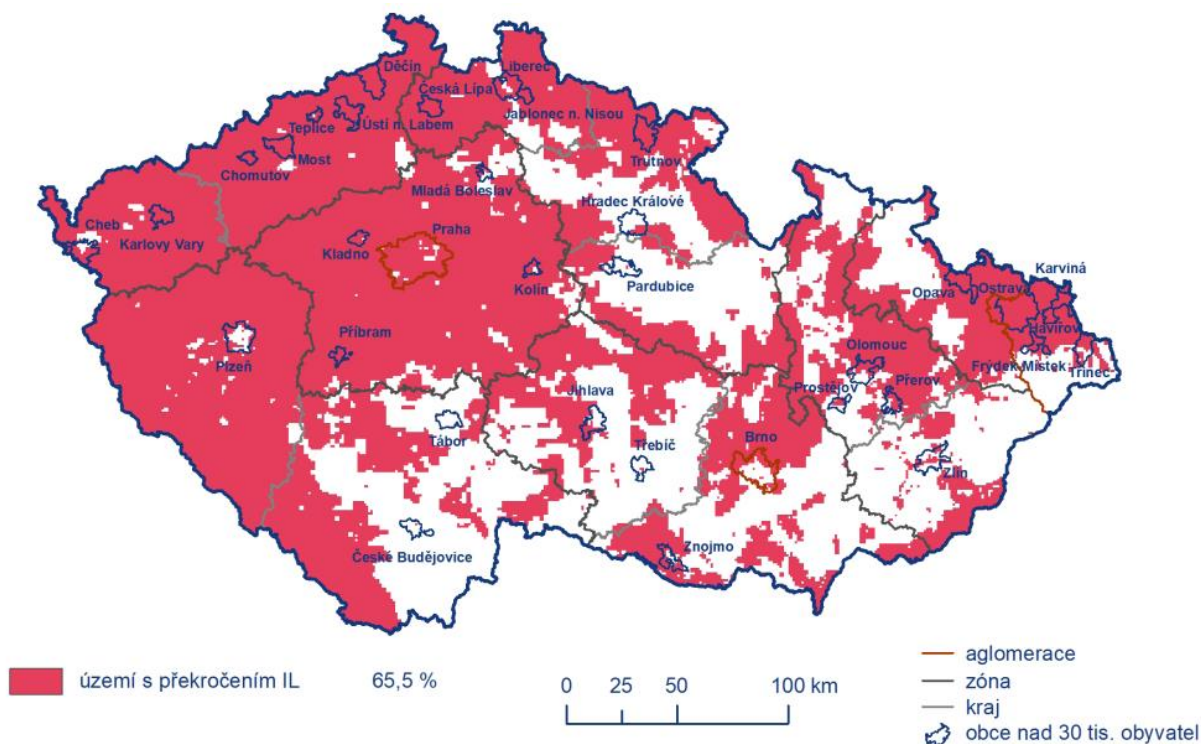 Děčín
Liberec
Česká Lípa
Jablonec n. Nisou
Teplice
Ústí n. Labem
Most
Chomutov
Trutnov
Mladá Boleslav
Hradec Králové
Cheb
Karlovy Vary
Praha
Kladno
Kolín
Pardubice
Karviná
Opava
Ostrava
Havířov
Příbram
Plzeň
Olomouc
Frýdek-Místek
Třinec
Prostějov
Přerov
Jihlava
Tábor
Třebíč
Brno
Zlín
České Budějovice
Znojmo
území s překročením IL 65,5 %
0 25 50 100 km
aglomerace
zóna
kraj
obce nad 30 tis. obyvatel